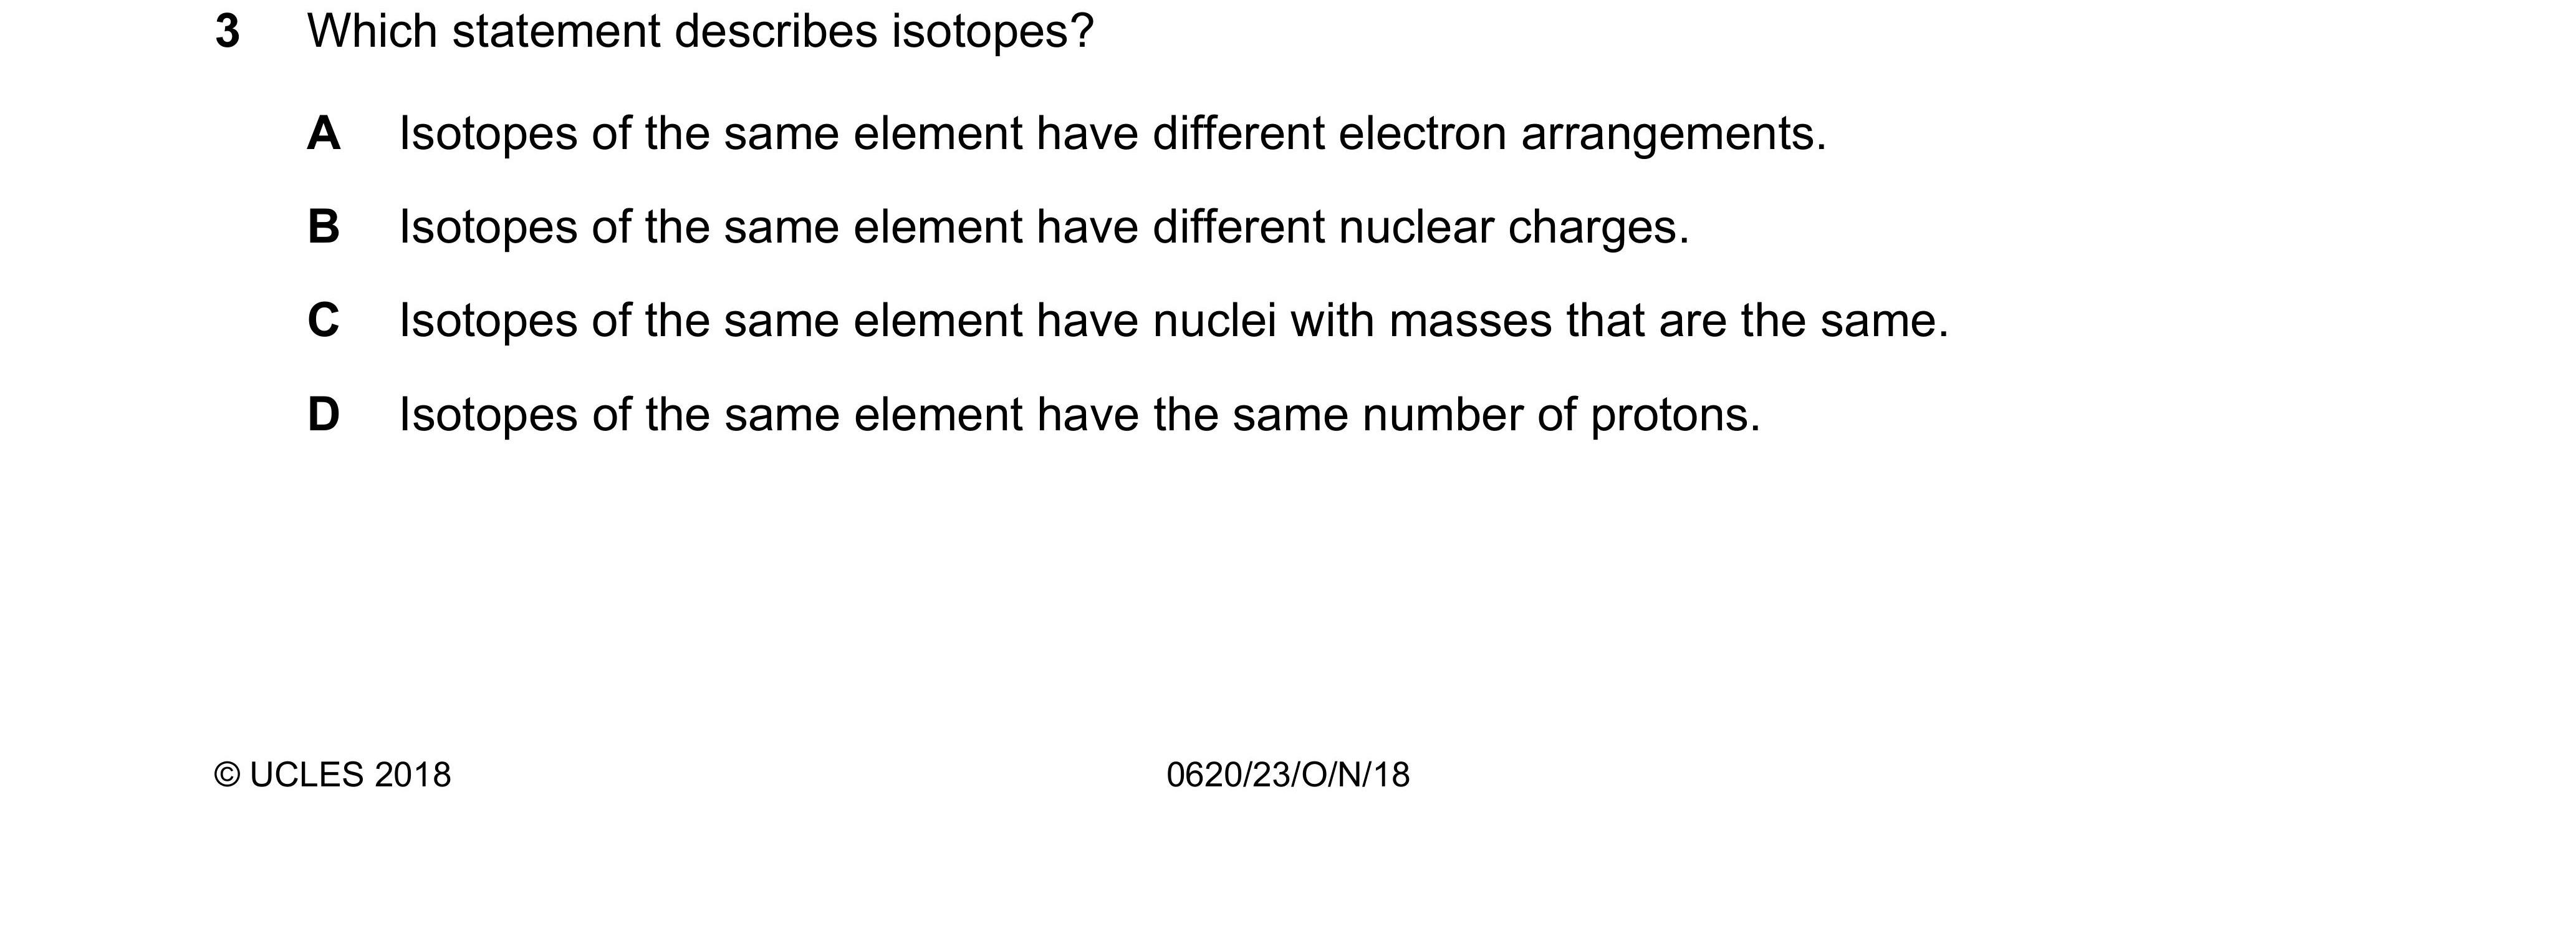 3 Which statement describes isotopes?
A Isotopes of the same element have different electron arrangements.
B Isotopes of the same element have different nuclear charges.
C Isotopes of the same element have nuclei with masses that are the same.
D Isotopes of the same element have the same number of protons.
© UCLES 2018 0620/23/O/N/18